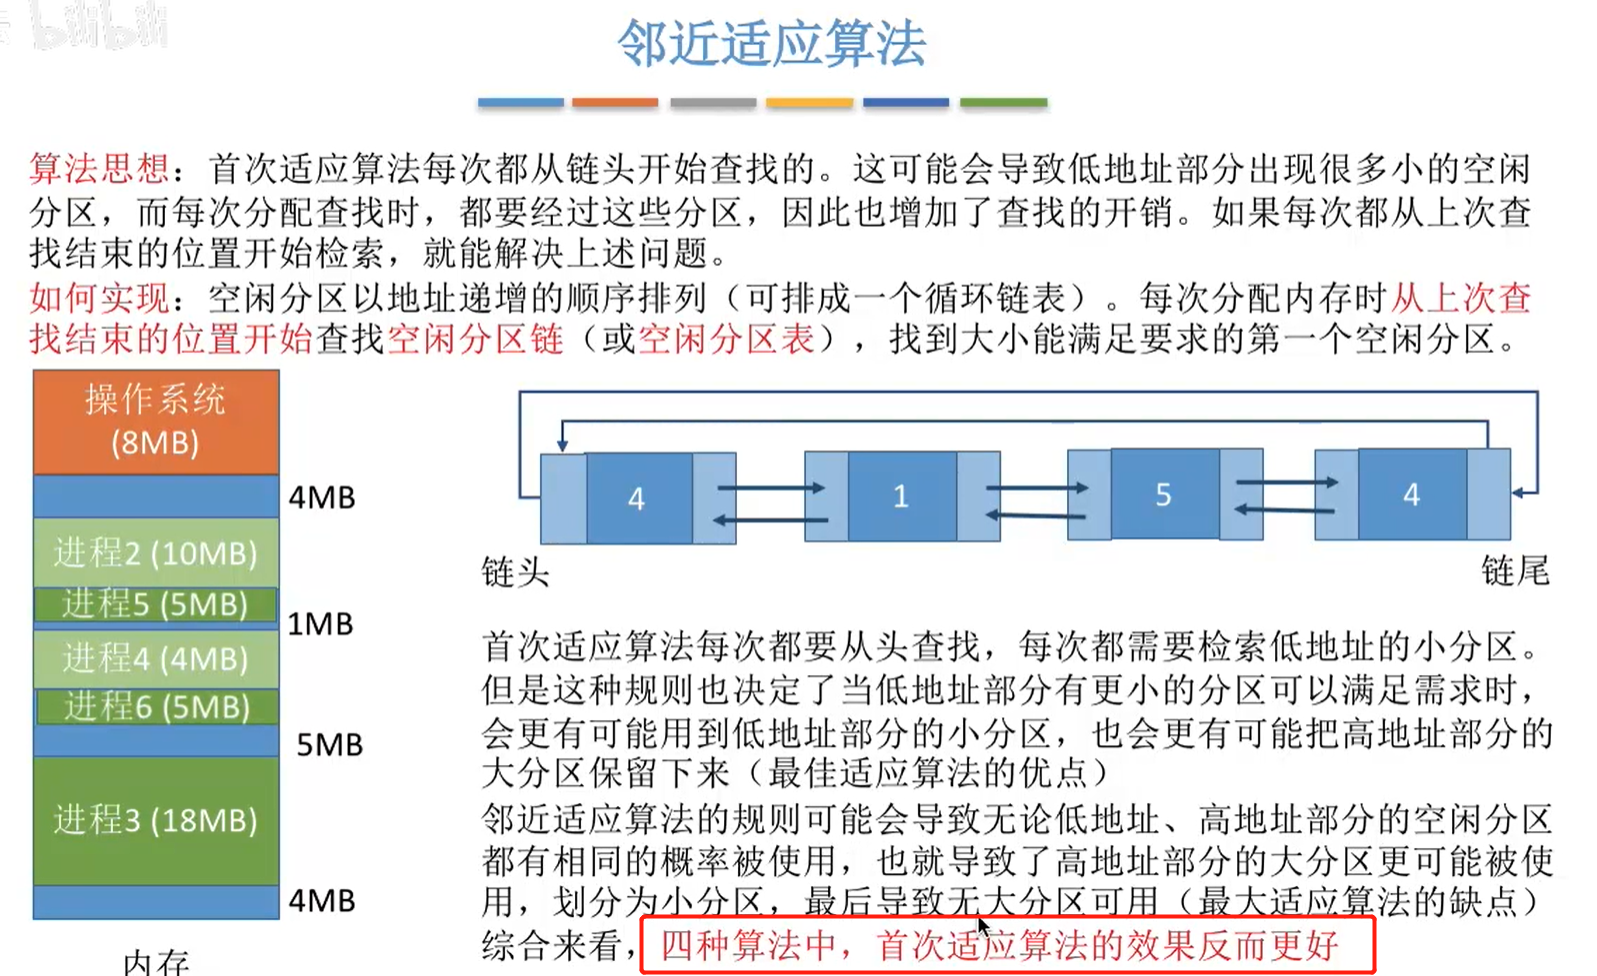 bilibili
邻近适应算法
算法思想：首次适应算法每次都从链头开始查找的。这可能会导致低地址部分出现很多小的空闲
分区，而每次分配查找时，都要经过这些分区，因此也增加了查找的开销。如果每次都从上次查
找结束的位置开始检索，就能解决上述问题。
如何实现：空闲分区以地址递增的顺序排列（可排成一个循环链表）。每次分配内存时从上次查
找结束的位置开始查找空闲分区链（或空闲分区表），找到大小能满足要求的第一个空闲分区。
操作系统
(8MB)
4MB
进程2 (10MB)
进程5 (5MB)
1MB
进程4 (4MB)
进程6 (5MB)
5MB
进程3 (18MB)
4MB
内存
4
1
5
4
链头
链尾
首次适应算法每次都要从头查找，每次都需要检索低地址的小分区。
但是这种规则也决定了当低地址部分有更小的分区可以满足需求时，
会更有可能用到低地址部分的小分区，也会更有可能把高地址部分的
大分区保留下来（最佳适应算法的优点）
邻近适应算法的规则可能会导致无论低地址、高地址部分的空闲分区
都有相同的概率被使用，也就导致了高地址部分的大分区更可能被使
用，划分为小分区，最后导致无大分区可用（最大适应算法的缺点）
综合来看，四种算法中，首次适应算法的效果反而更好